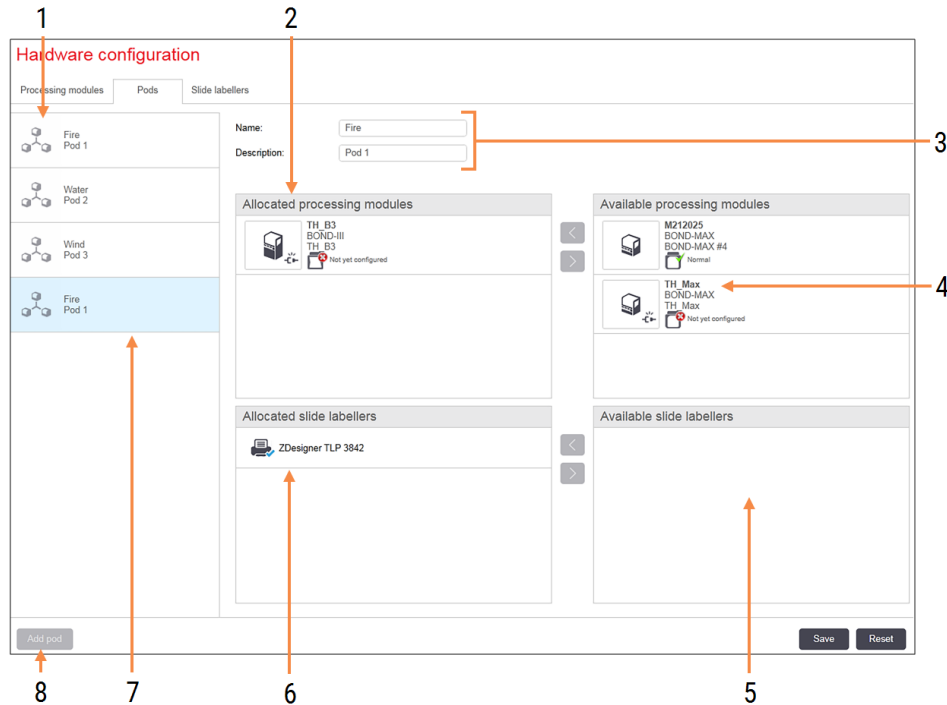 1
2
Hardware configuration
Processing modules
Pods
Slide labellers
Fire
Pod 1
Water
Pod 2
Wind
Pod 3
Fire
Pod 1
Name:
Fire
Description:
Pod 1
3
Allocated processing modules
TH_B3
BOND-III
TH_B3
Not yet configured
<
>
Available processing modules
M212025
BOND-MAX
BOND-MAX #4
Normal
TH_Max
BOND-MAX
TH_Max
Not yet configured
4
Allocated slide labellers
ZDesigner TLP 3842
<
>
Available slide labellers
Add pod
Save
Reset
8
7
6
5